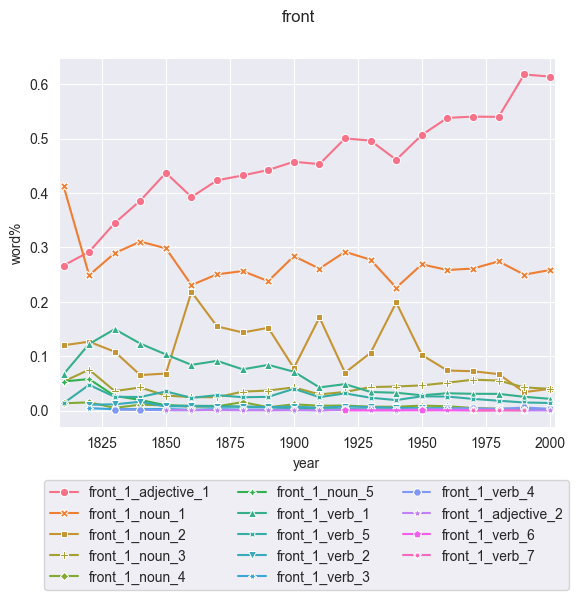 front
0.6
0.5
0.4
0.3
0.2
0.1
0.0
word%
1825 1850 1875 1900 1925 1950 1975 2000
year
front_1_adjective_1 front_1_noun_5 front_1_verb_4
front_1_noun_1 front_1_verb_1 front_1_adjective_2
front_1_noun_2 front_1_verb_5 front_1_verb_6
front_1_noun_3 front_1_verb_2 front_1_verb_7
front_1_noun_4 front_1_verb_3